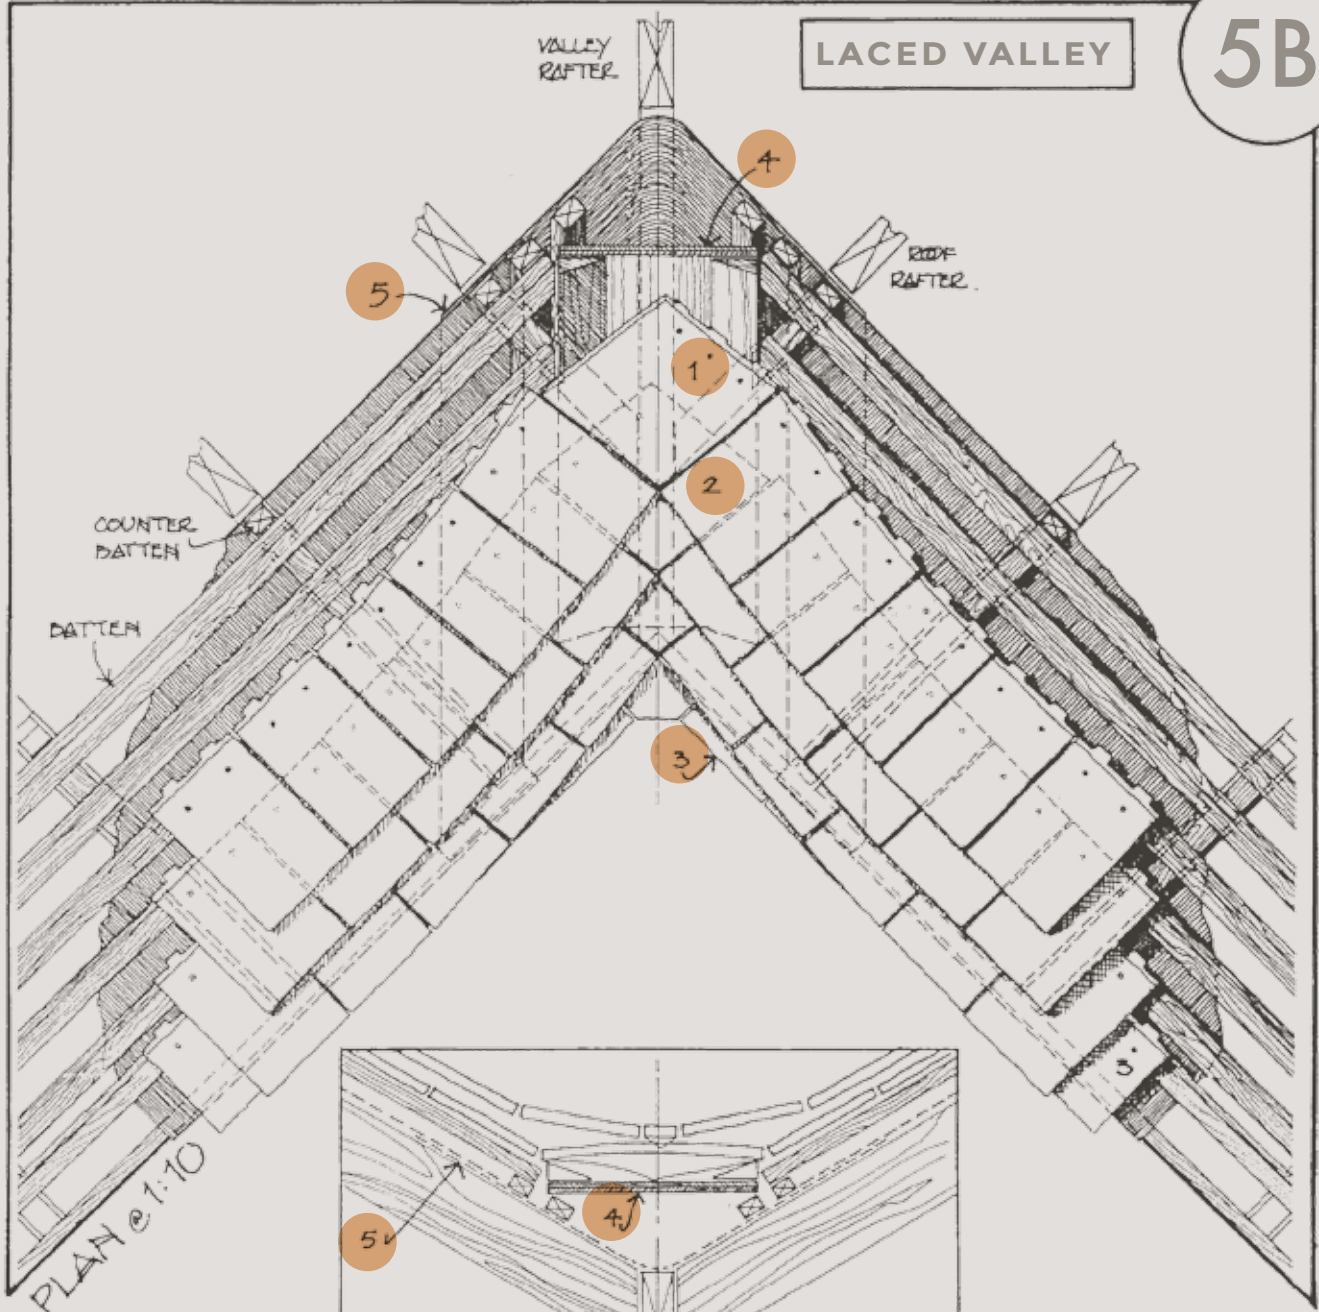 LACED VALLEY
5B
VALLEY
RAFTER
4
5
ROOF
RAFTER.
1
2
COUNTER
BATTEN
BATTEN
3
3
PLAN @ 1:10
4
5